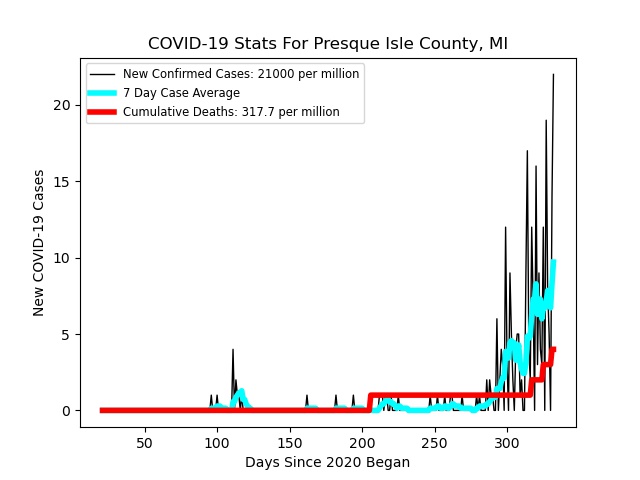 COVID-19 Stats For Presque Isle County, MI
New Confirmed Cases: 21000 per million
7 Day Case Average
Cumulative Deaths: 317.7 per million
New COVID-19 Cases
20
15
10
5
0
50 100 150 200 250 300
Days Since 2020 Began